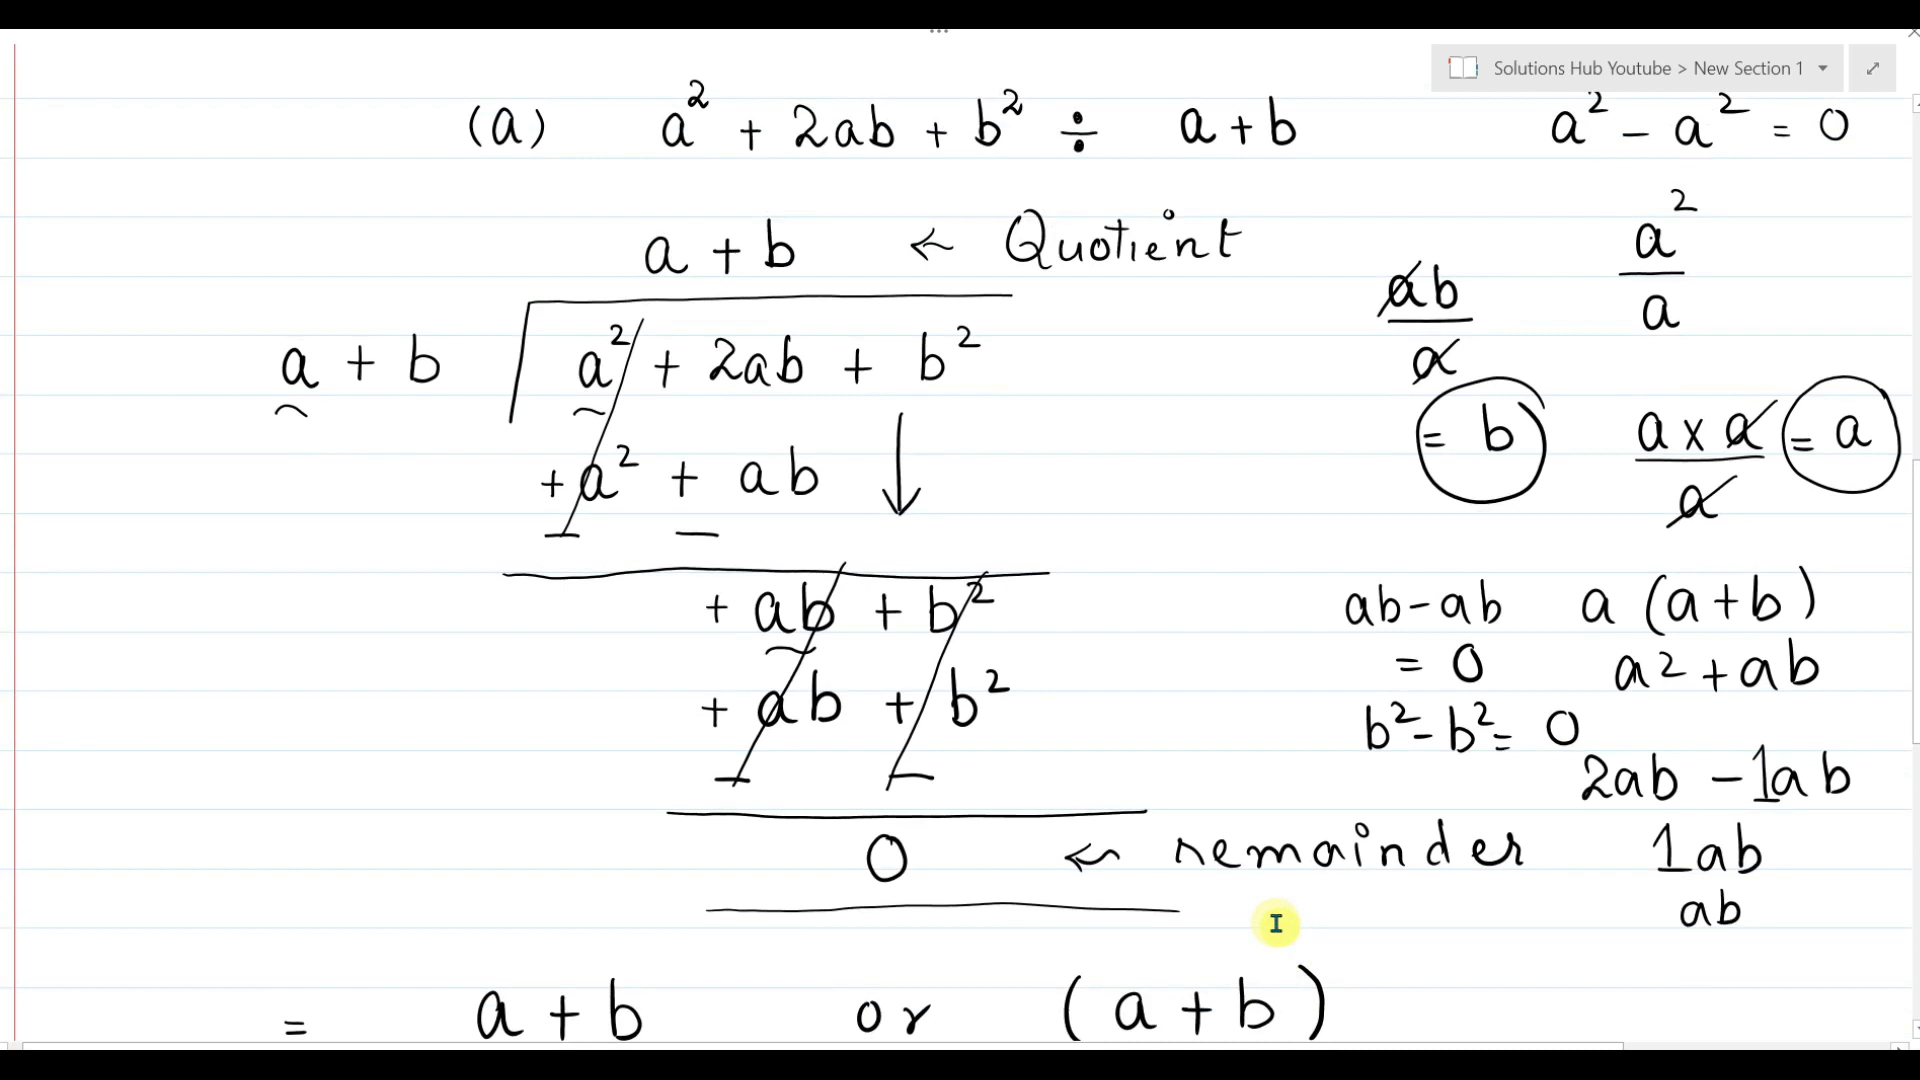 Solutions Hub Youtube > New Section 1
(a) a² + 2ab + b² ÷ a + b
a² - a² = 0
a + b ← Quotient
a + b
a² + 2ab + b²
+ a² + ab
- -
+ ab + b²
+ ab + b²
- -
0 ← remainder
= a + b or (a + b)
ab
a
= b
a²
a
a x a = a
a
ab - ab
= 0
b² - b² = 0
a (a + b)
a2 + ab
2ab - 1ab
1ab
ab